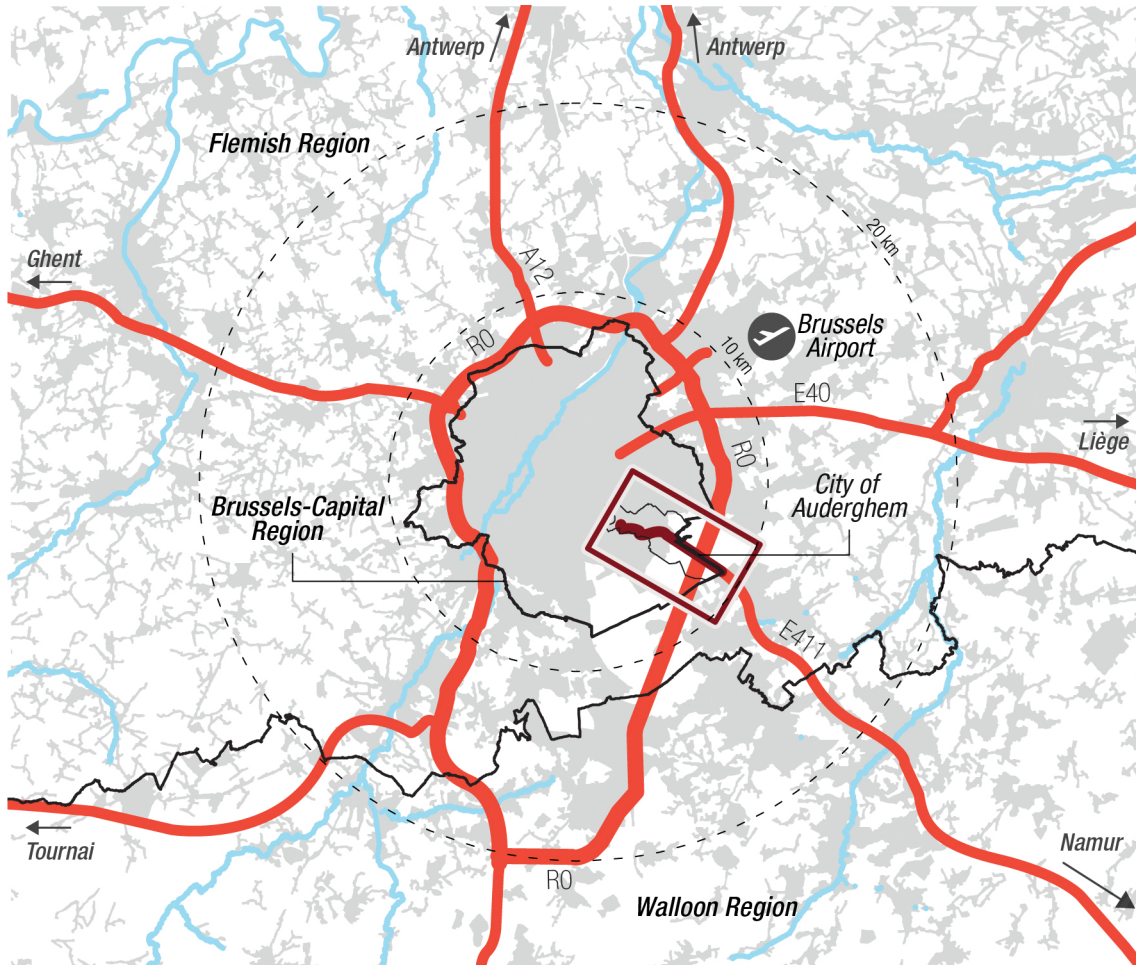 Antwerp
Antwerp
Flemish Region
20 km
Ghent
A12
R0
10 km
Brussels
Airport
E40
Liège
R0
City of
Auderghem
Brussels-Capital
Region
E411
Tournai
Namur
R0
Walloon Region